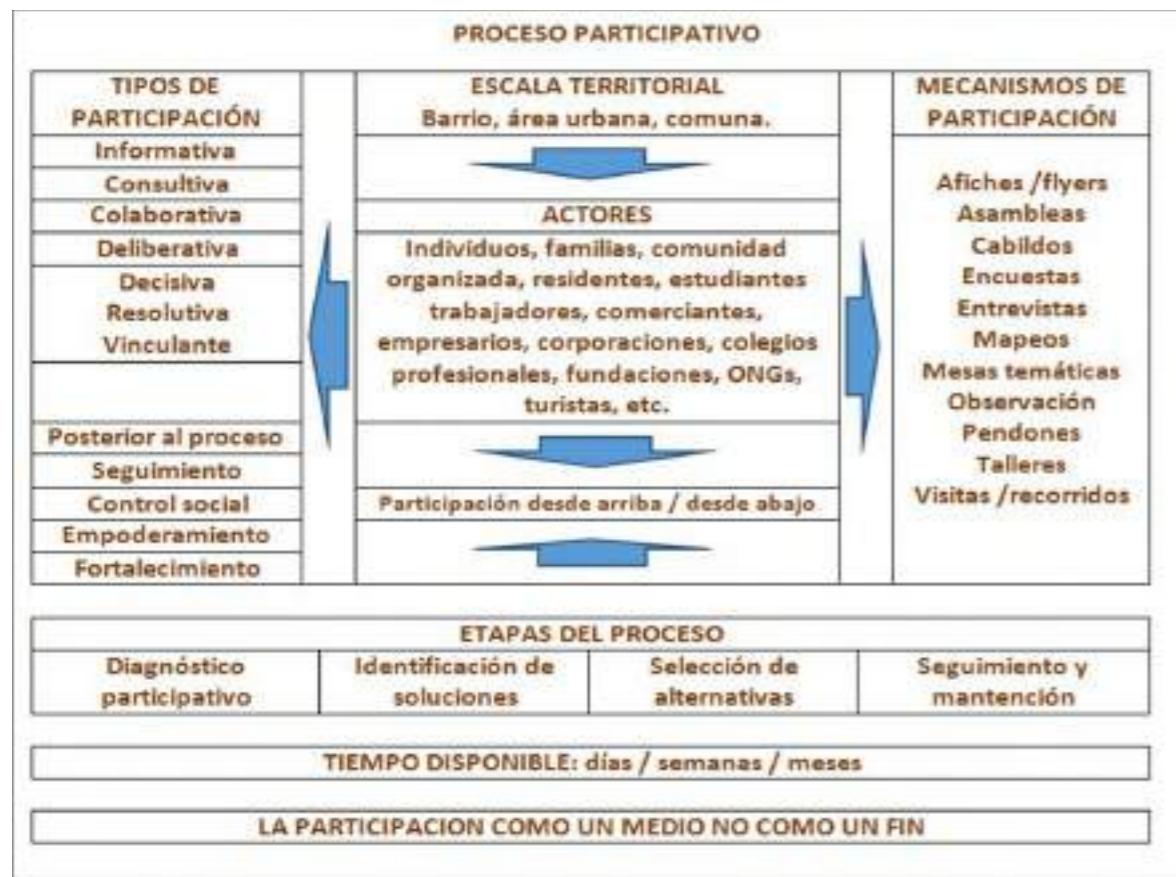 PROCESO PARTICIPATIVO
TIPOS DE
PARTICIPACIÓN
Informativa
Consultiva
Colaborativa
Deliberativa
Decisiva
Resolutiva
Vinculante
Posterior al proceso
Seguimiento
Control social
Empoderamiento
Fortalecimiento
ESCALA TERRITORIAL
Barrio, área urbana, comuna.
ACTORES
Individuos, familias, comunidad
organizada, residentes, estudiantes
trabajadores, comerciantes,
empresarios, corporaciones, colegios
profesionales, fundaciones, ONGs,
turistas, etc.
Participación desde arriba / desde abajo
MECANISMOS DE
PARTICIPACIÓN
Afiches /flyers
Asambleas
Cabildos
Encuestas
Entrevistas
Mapeos
Mesas temáticas
Observación
Pendones
Talleres
Visitas /recorridos
ETAPAS DEL PROCESO
Diagnóstico
participativo
Identificación de
soluciones
Selección de
alternativas
Seguimiento y
mantención
TIEMPO DISPONIBLE: días / semanas / meses
LA PARTICIPACION COMO UN MEDIO NO COMO UN FIN